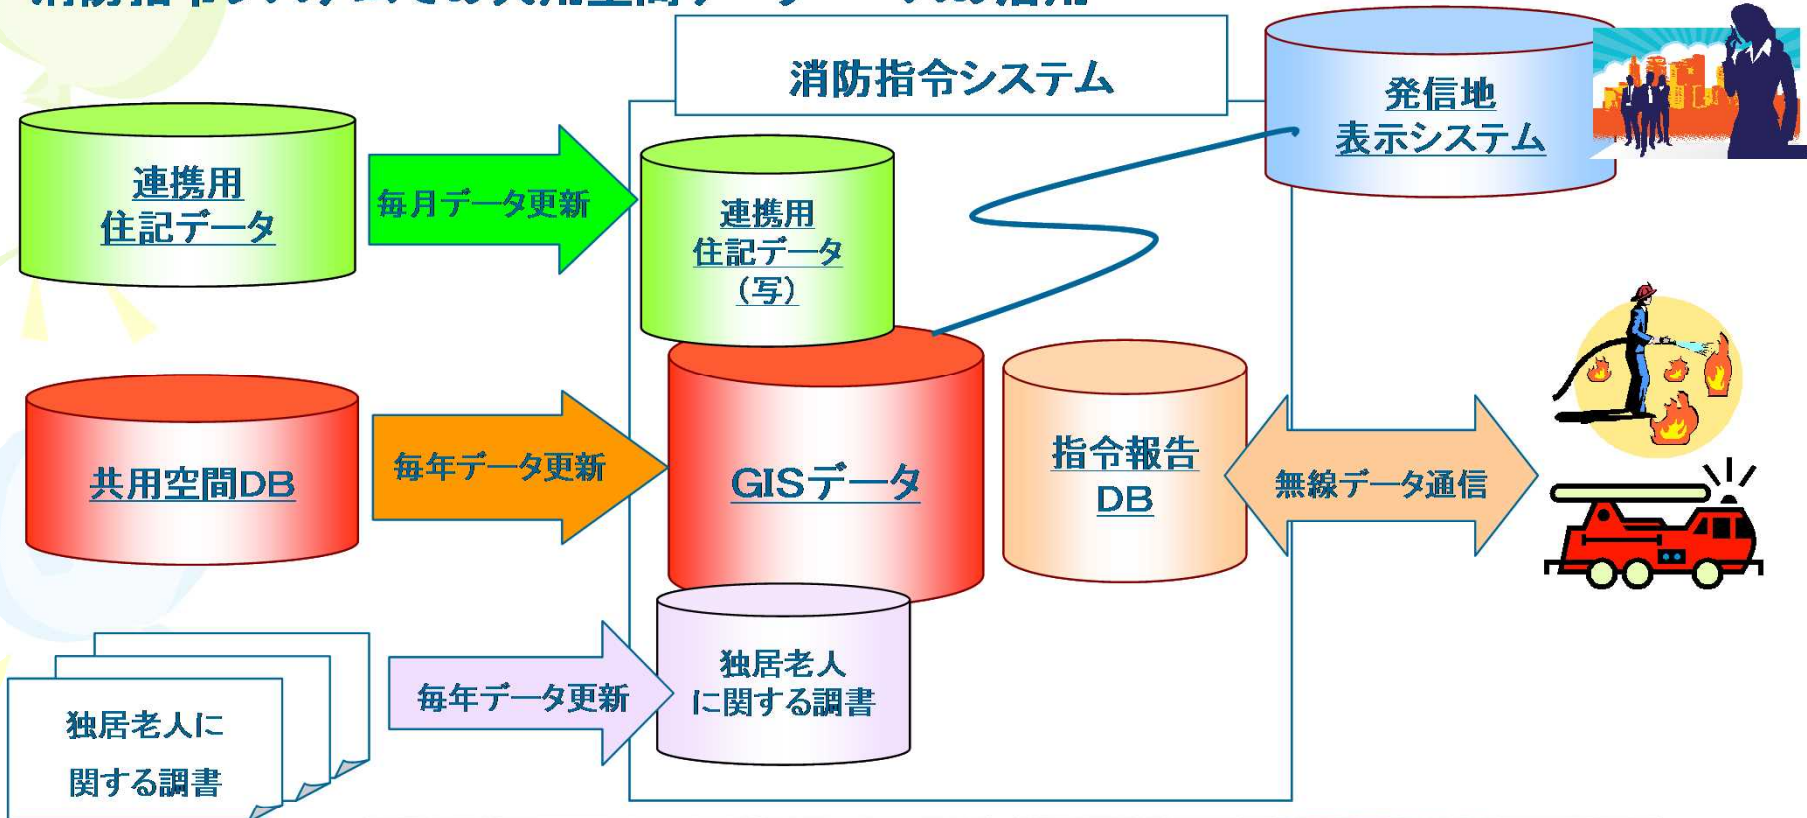 消防指令システム
発信地
表示システム
連携用
住記データ
毎月データ更新
連携用
住記データ
(写)
共用空間DB
毎年データ更新
GISデータ
指令報告
DB
無線データ通信
独居老人に
関する調書
毎年データ更新
独居老人
に関する調書